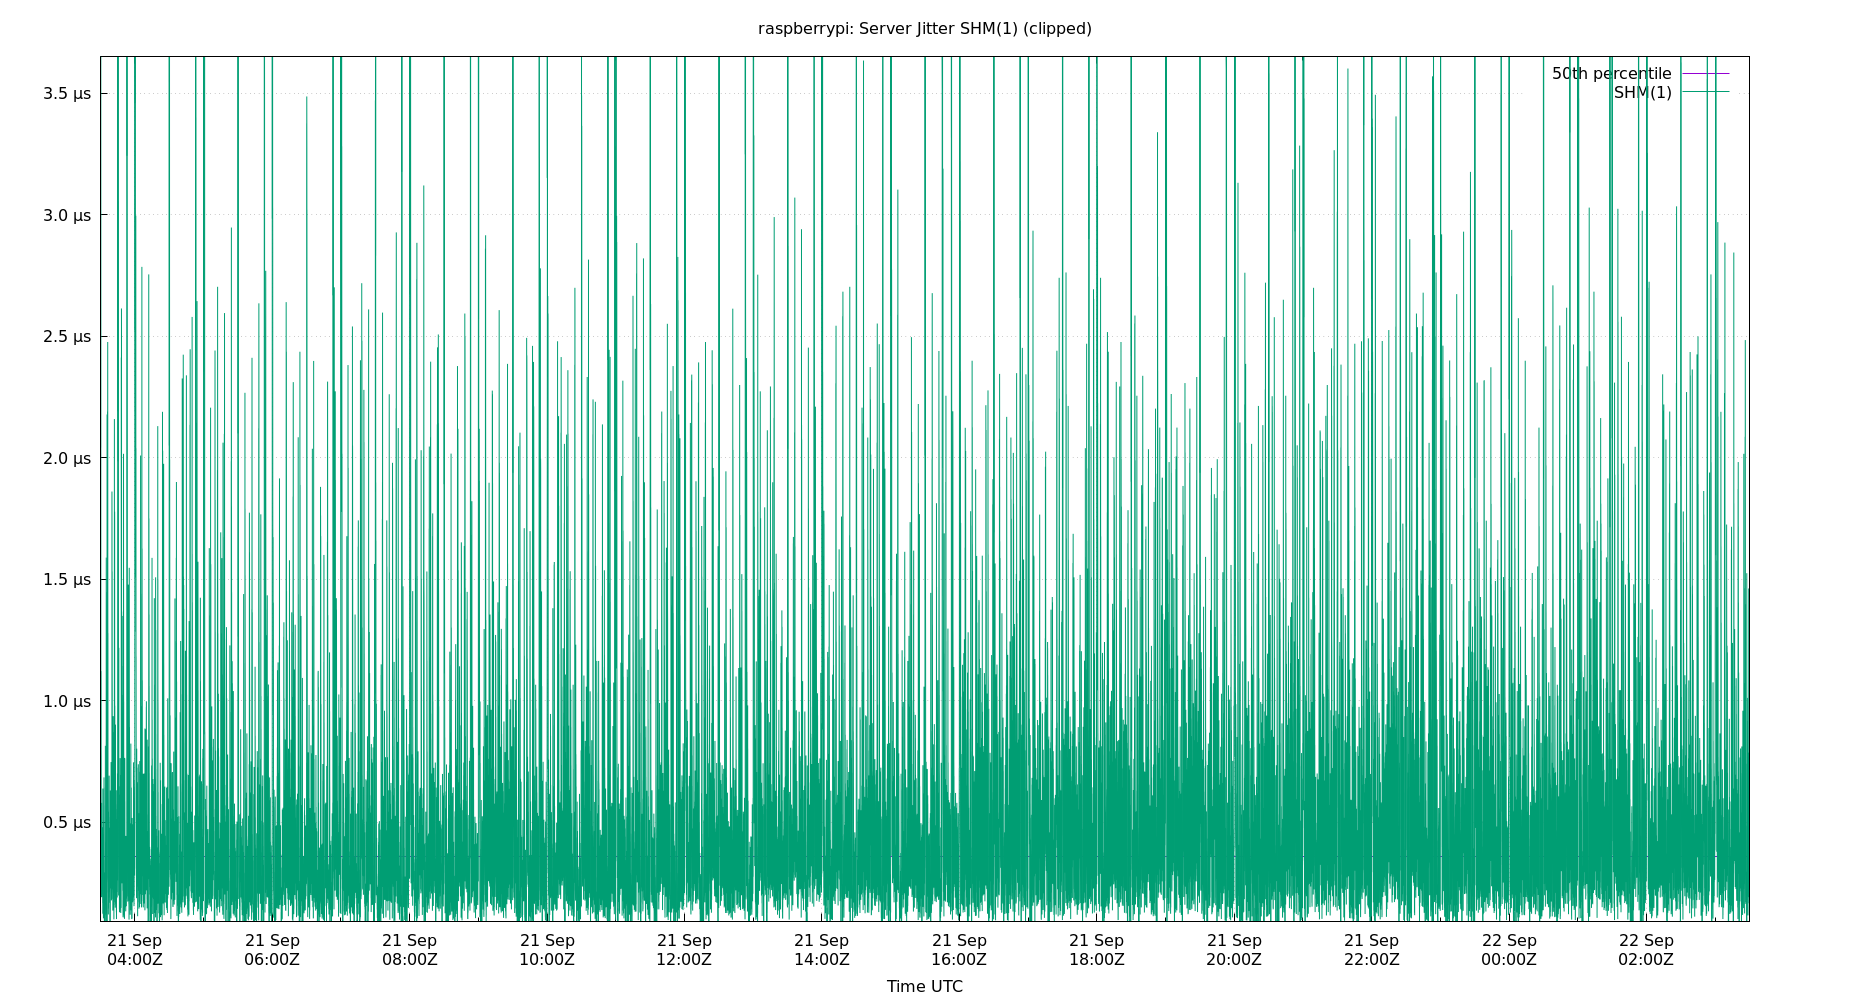 raspberrypi: Server Jitter SHM(1) (clipped)
50th percentile
SHM(1)
3.5 µs
3.0 µs
2.5 µs
2.0 µs
1.5 µs
1.0 µs
0.5 µs
21 Sep 21 Sep 21 Sep 21 Sep 21 Sep 21 Sep 21 Sep 21 Sep 21 Sep 21 Sep 22 Sep 22 Sep
04:00Z 06:00Z 08:00Z 10:00Z 12:00Z 14:00Z 16:00Z 18:00Z 20:00Z 22:00Z 00:00Z 02:00Z
Time UTC